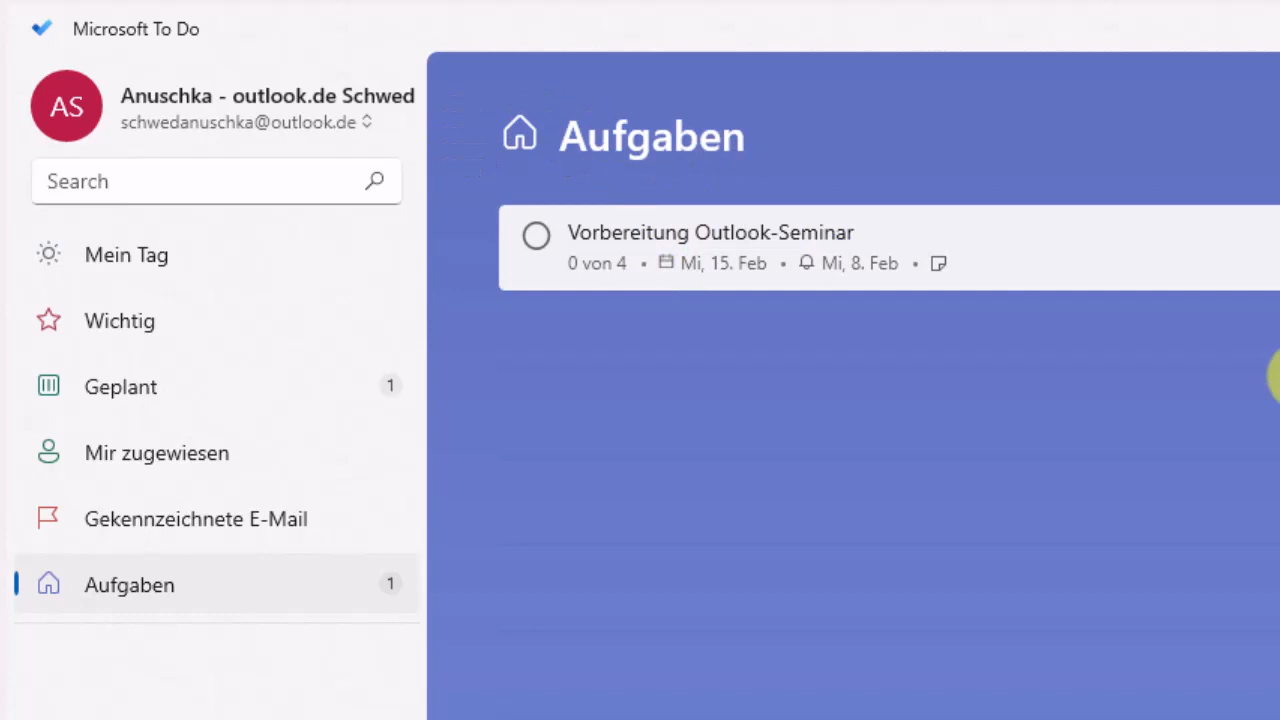 Microsoft To Do
AS
Anuschka - outlook.de Schwed
schwedanuschka@outlook.de
Search
Mein Tag
Wichtig
Geplant 1
Mir zugewiesen
Gekennzeichnete E-Mail
Aufgaben 1
Aufgaben
Vorbereitung Outlook-Seminar
0 von 4 • Mi, 15. Feb • Mi, 8. Feb •